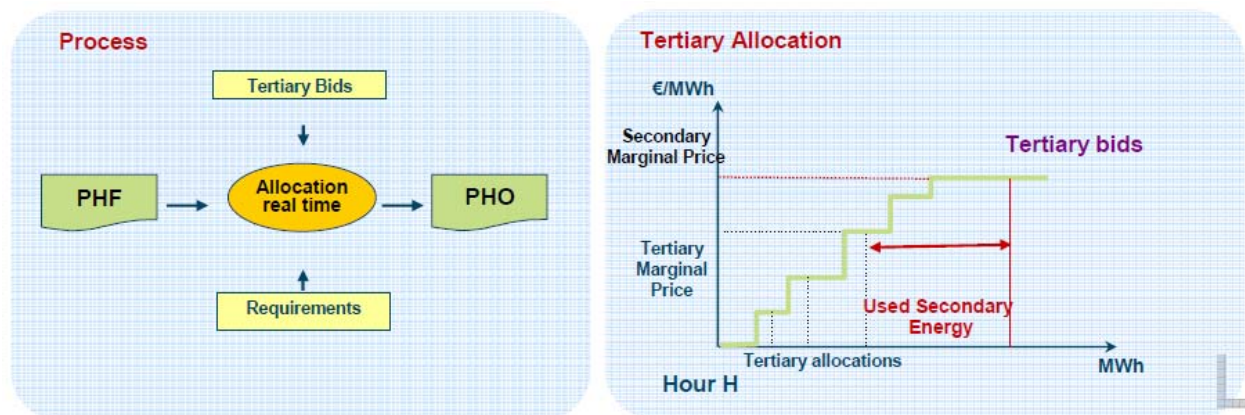 Process
Tertiary Bids
PHF
Allocation
real time
PHO
Requirements
Tertiary Allocation
€/MWh
Secondary
Marginal Price
Tertiary bids
Tertiary
Marginal
Price
Used Secondary
Energy
Tertiary allocations
MWh
Hour H